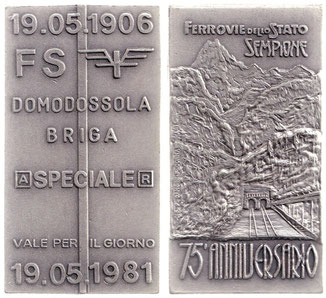 19.05.1906
FS
DOMODOSSOLA
BRIGA
A SPECIALE R
VALE PER IL GIORNO
19.05.1981
FERROVIE DELLO STATO
SEMPIONE
75° ANNIVERSARIO